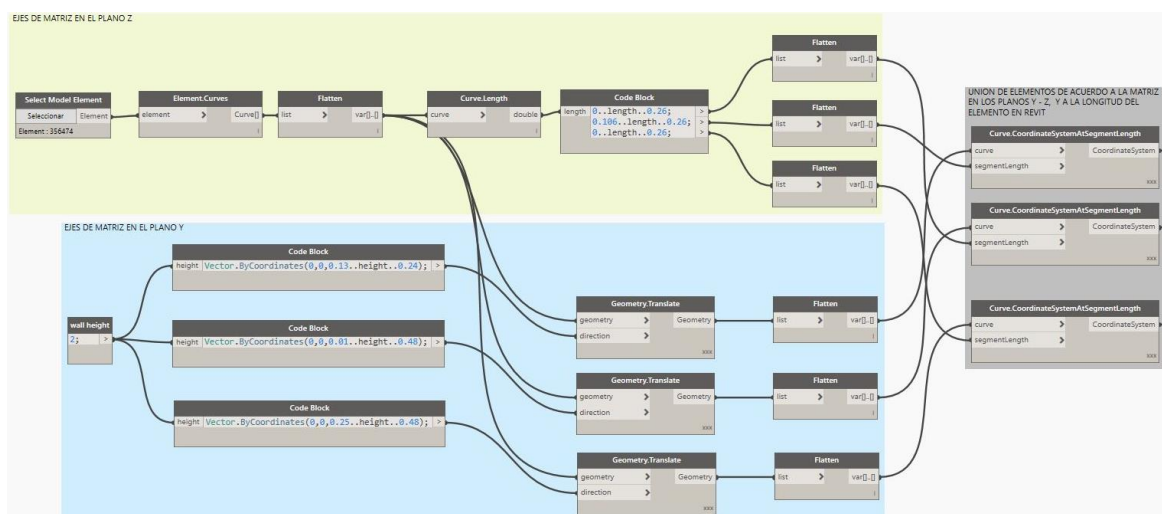 EJES DE MATRIZ EN EL PLANO Z
Select Model Element
Seleccionar Element
Element : 356474
Element.Curves
element > Curve[]
Flatten
list > var[]..[]
Curve.Length
curve > double
Code Block
length 0..length..0.26; >
0.106..length..0.26; >
0..length..0.26; >
Flatten
list > var[]..[]
Flatten
list > var[]..[]
Flatten
list > var[]..[]
EJES DE MATRIZ EN EL PLANO Y
wall height
2; >
Code Block
height Vector.ByCoordinates(0,0,0.13..height..0.24); >
Code Block
height Vector.ByCoordinates(0,0,0.01..height..0.48); >
Code Block
height Vector.ByCoordinates(0,0,0.25..height..0.48); >
Geometry.Translate
geometry > Geometry
direction >
xxx
Flatten
list > var[]..[]
Geometry.Translate
geometry > Geometry
direction >
xxx
Flatten
list > var[]..[]
Geometry.Translate
geometry > Geometry
direction >
xxx
Flatten
list > var[]..[]
UNION DE ELEMENTOS DE ACUERDO A LA MATRIZ
EN LOS PLANOS Y - Z, Y A LA LONGITUD DEL
ELEMENTO EN REVIT
Curve.CoordinateSystemAtSegmentLength
curve > CoordinateSystem
segmentLength >
xxx
Curve.CoordinateSystemAtSegmentLength
curve > CoordinateSystem
segmentLength >
xxx
Curve.CoordinateSystemAtSegmentLength
curve > CoordinateSystem
segmentLength >
xxx